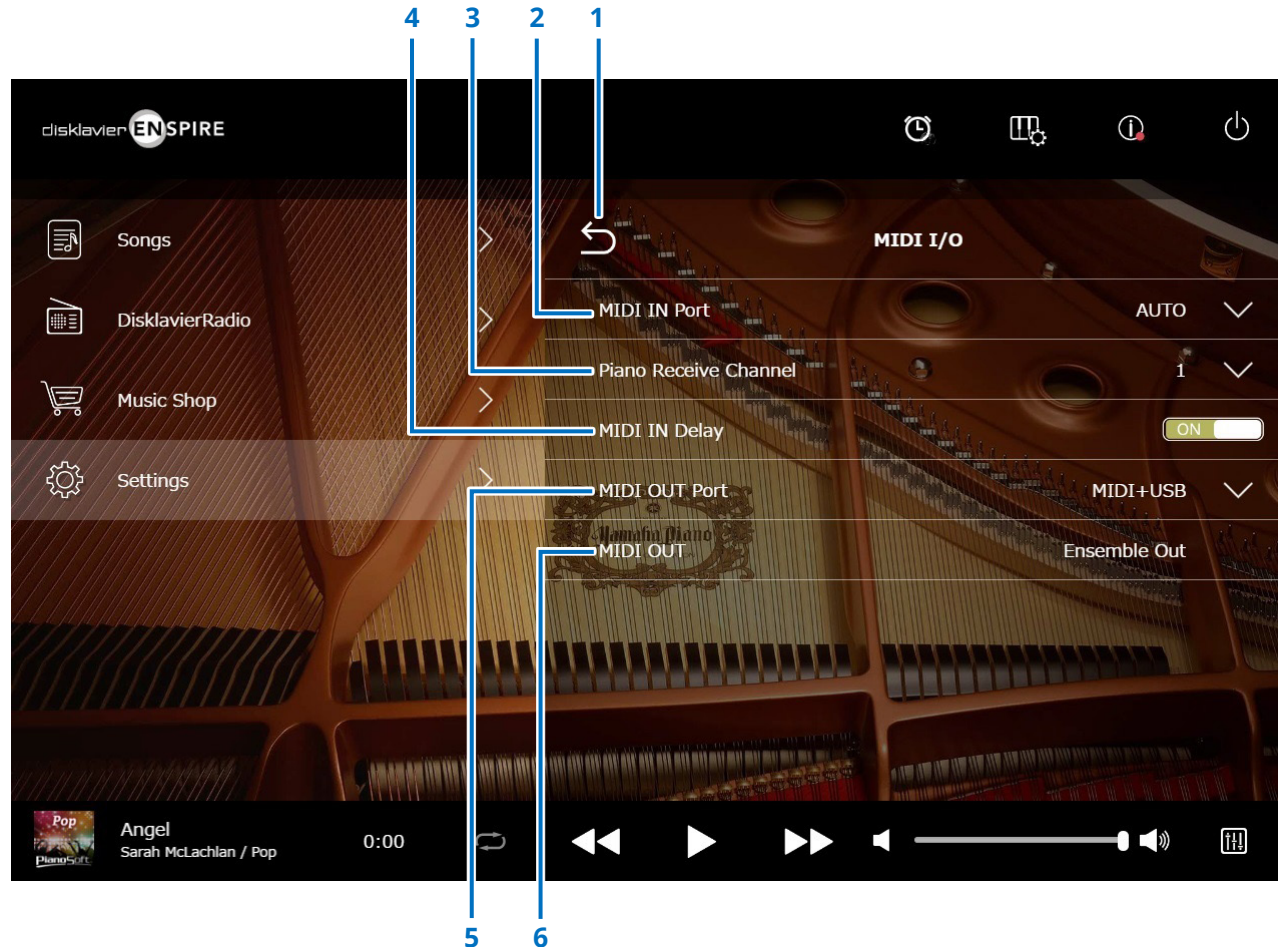 4 3 2 1
disklavier ENSPIRE
Songs
MIDI I/O
MIDI IN Port AUTO
DisklavierRadio
Piano Receive Channel 1
Music Shop
MIDI IN Delay ON
Settings
MIDI OUT Port MIDI+USB
Yamaha Piano
MIDI OUT Ensemble Out
Pop
PianoSoft
Angel
Sarah McLachlan / Pop
0:00
5 6